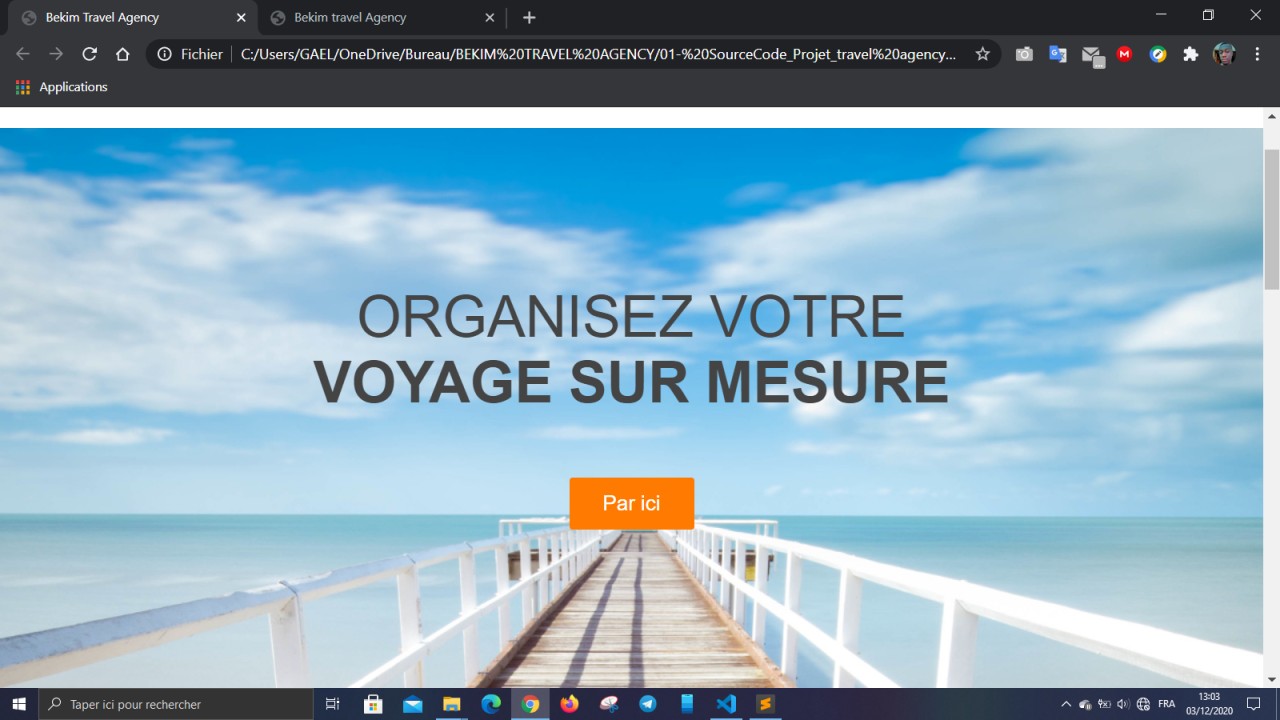 Bekim Travel Agency
Bekim travel Agency
Fichier
C:/Users/GAEL/OneDrive/Bureau/BEKIM%20TRAVEL%20AGENCY/01-%20SourceCode_Projet_travel%20agency...
Applications
ORGANISEZ VOTRE
VOYAGE SUR MESURE
Par ici
Taper ici pour rechercher
FRA
13:03
03/12/2020